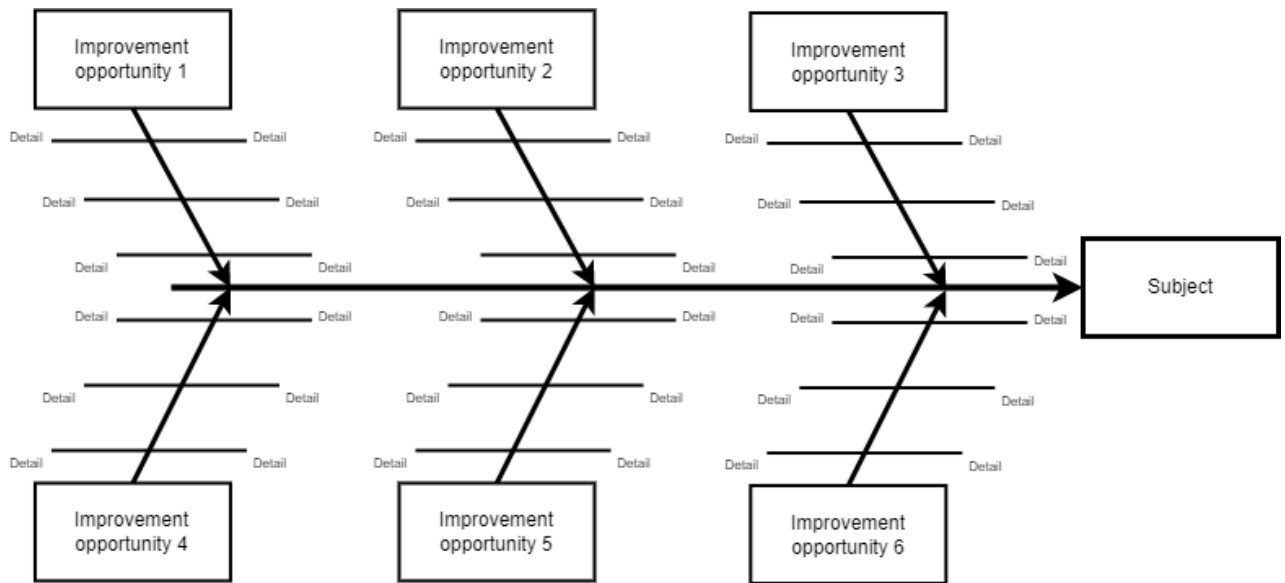 Improvement
opportunity 1
Improvement
opportunity 2
Improvement
opportunity 3
Detail Detail Detail Detail Detail Detail
Detail Detail Detail Detail Detail Detail
Detail Detail Detail Detail Detail Detail
Subject
Detail Detail Detail Detail Detail Detail
Detail Detail Detail Detail Detail Detail
Detail Detail Detail Detail Detail Detail
Improvement
opportunity 4
Improvement
opportunity 5
Improvement
opportunity 6